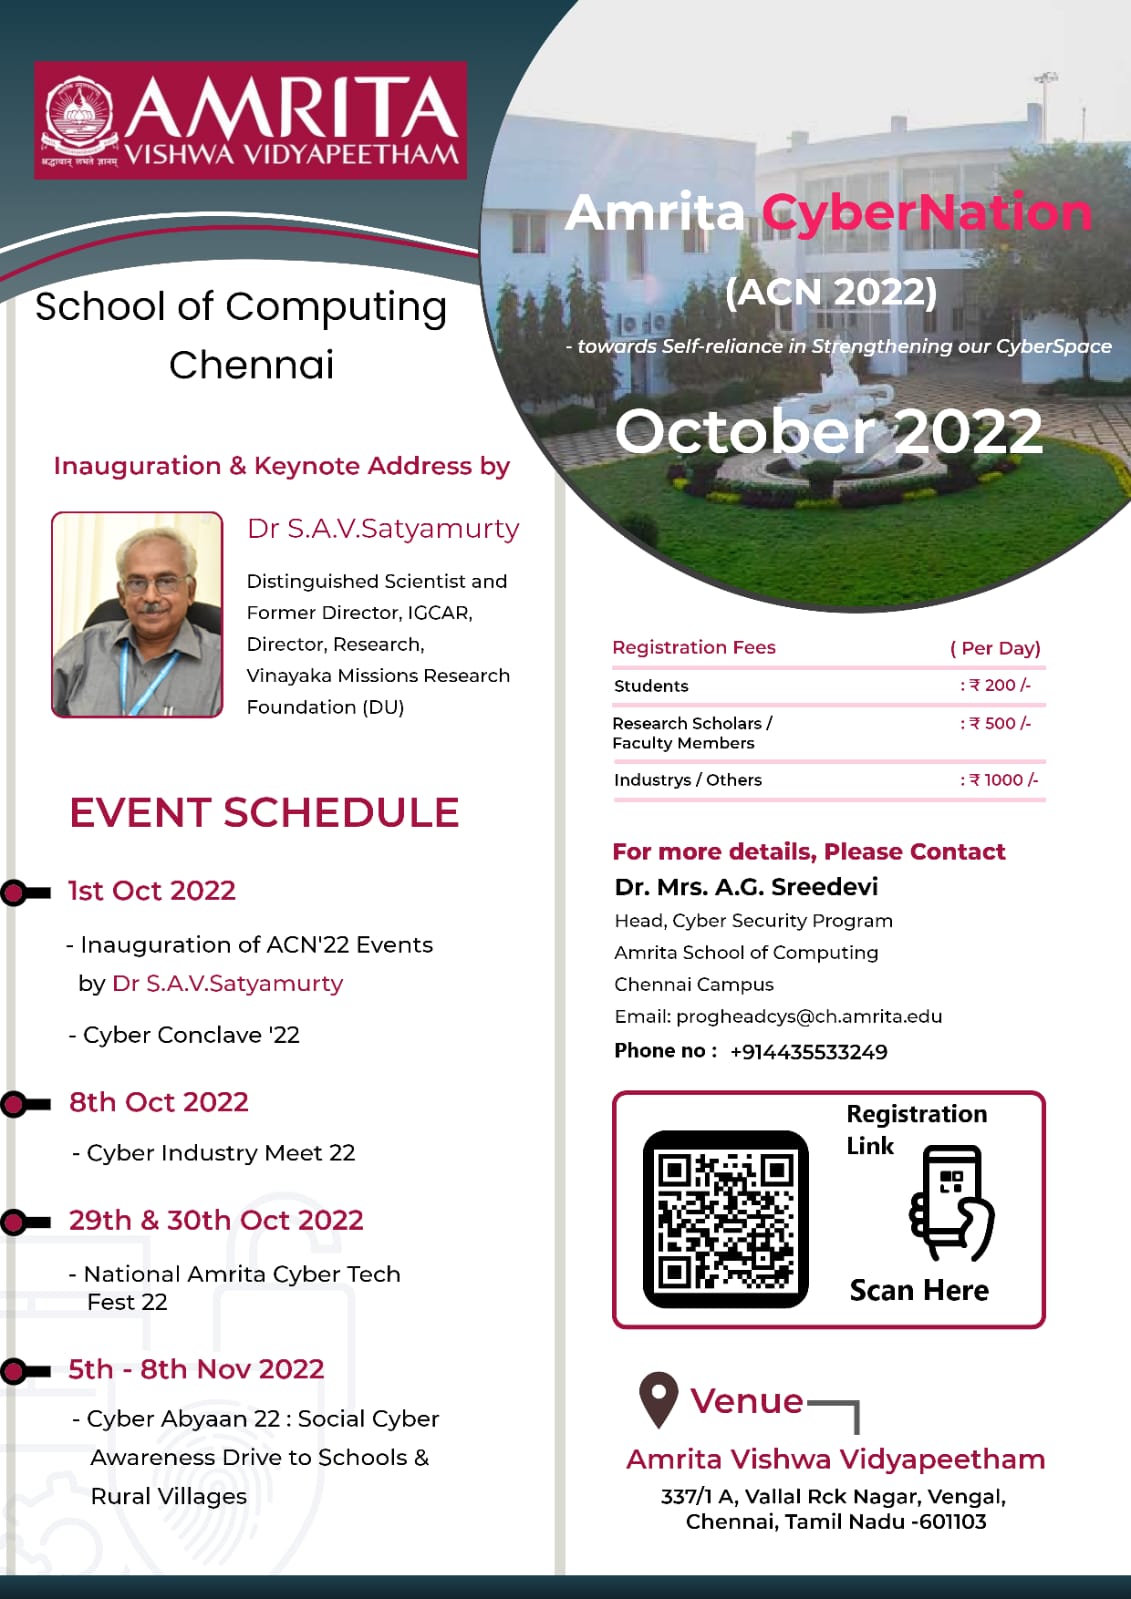 AMRITA
VISHWA VIDYAPEETHAM
श्रद्धावान् लभते ज्ञानम्
School of Computing
Chennai
Amrita CyberNation
(ACN 2022)
- towards Self-reliance in Strengthening our CyberSpace
October 2022
Inauguration & Keynote Address by
Dr S.A.V.Satyamurty
Distinguished Scientist and
Former Director, IGCAR,
Director, Research,
Vinayaka Missions Research
Foundation (DU)
EVENT SCHEDULE
1st Oct 2022
- Inauguration of ACN'22 Events
by Dr S.A.V.Satyamurty
- Cyber Conclave '22
8th Oct 2022
- Cyber Industry Meet 22
29th & 30th Oct 2022
- National Amrita Cyber Tech
Fest 22
5th - 8th Nov 2022
- Cyber Abyaan 22 : Social Cyber
Awareness Drive to Schools &
Rural Villages
Registration Fees ( Per Day)
Students : ₹ 200 /-
Research Scholars / : ₹ 500 /-
Faculty Members
Industrys / Others : ₹ 1000 /-
For more details, Please Contact
Dr. Mrs. A.G. Sreedevi
Head, Cyber Security Program
Amrita School of Computing
Chennai Campus
Email: progheadcys@ch.amrita.edu
Phone no : +914435533249
Registration
Link
Scan Here
Venue
Amrita Vishwa Vidyapeetham
337/1 A, Vallal Rck Nagar, Vengal,
Chennai, Tamil Nadu -601103